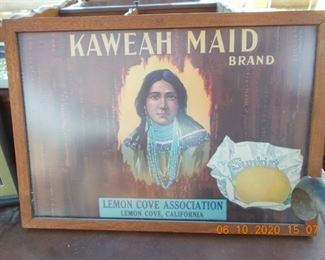 KAWEAH MAID
BRAND
Sunkist
LEMON COVE ASSOCIATION
LEMON COVE, CALIFORNIA
06 10 2020 15 07